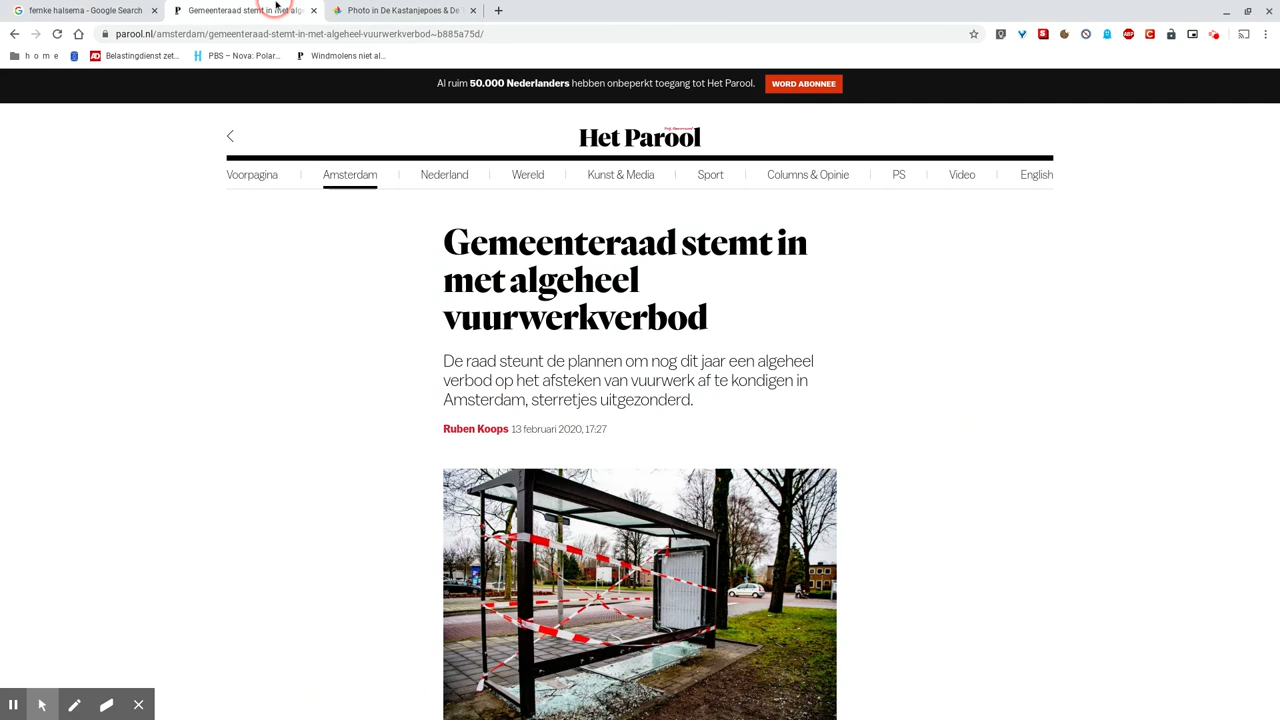 femke halsema - Google Search
Gemeenteraad stemt in met alge
Photo in De Kastanjepoes & De
parool.nl/amsterdam/gemeenteraad-stemt-in-met-algeheel-vuurwerkverbod~b885a75d/
h o m e
Belastingdienst zet...
PBS – Nova: Polar...
Windmolens niet al...
Al ruim 50.000 Nederlanders hebben onbeperkt toegang tot Het Parool.
WORD ABONNEE
Het Parool
Voorpagina
Amsterdam
Nederland
Wereld
Kunst & Media
Sport
Columns & Opinie
PS
Video
English
Gemeenteraad stemt in
met algeheel
vuurwerkverbod
De raad steunt de plannen om nog dit jaar een algeheel
verbod op het afsteken van vuurwerk af te kondigen in
Amsterdam, sterretjes uitgezonderd.
Ruben Koops 13 februari 2020, 17:27